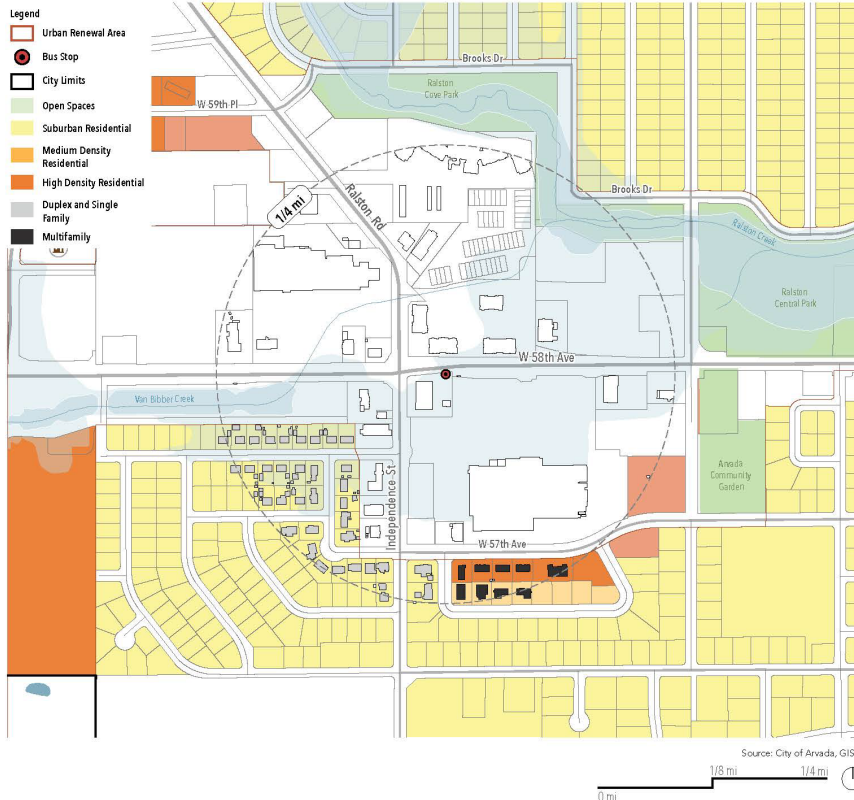 Legend
Urban Renewal Area
Bus Stop
City Limits
Open Spaces
Suburban Residential
Medium Density
Residential
High Density Residential
Duplex and Single
Family
Multifamily
Brooks Dr
Ralston
Cove Park
W 59th Pl
1/4 mi
Ralston Rd
Brooks Dr
Ralston Creek
Ralston
Central Park
W 58th Ave
Van Bibber Creek
Independence St
Arvada
Community
Garden
W 57th Ave
Source: City of Arvada, GIS
1/8 mi
1/4 mi
0 mi